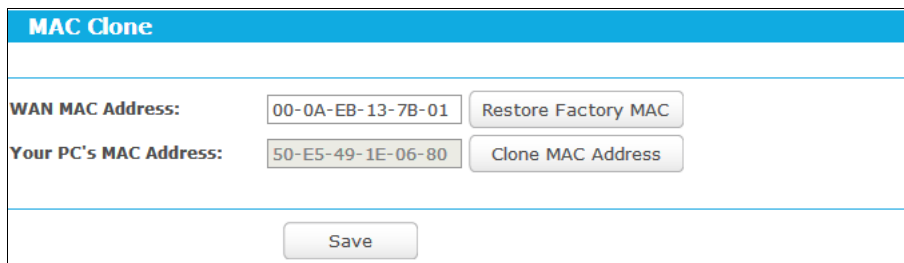 MAC Clone
WAN MAC Address: 00-0A-EB-13-7B-01 Restore Factory MAC
Your PC's MAC Address: 50-E5-49-1E-06-80 Clone MAC Address
Save